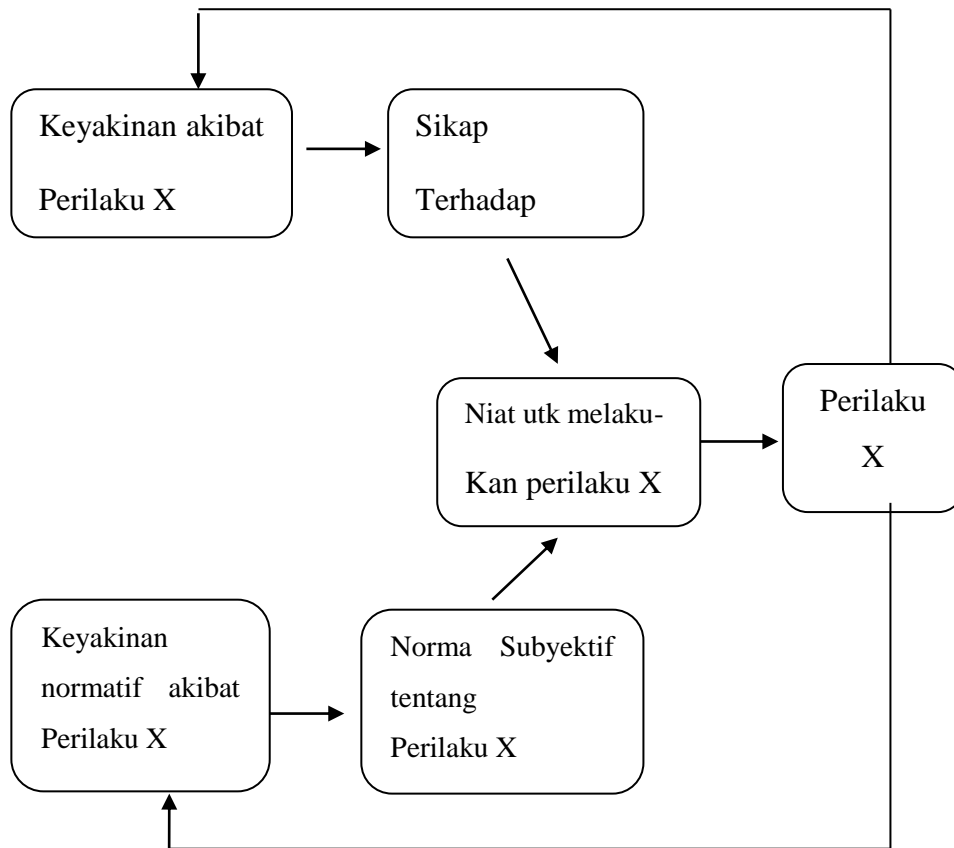 Keyakinan akibat
Perilaku X
Sikap
Terhadap
Niat utk melaku-
Kan perilaku X
Perilaku
X
Keyakinan
normatif akibat
Perilaku X
Norma Subyektif
tentang
Perilaku X